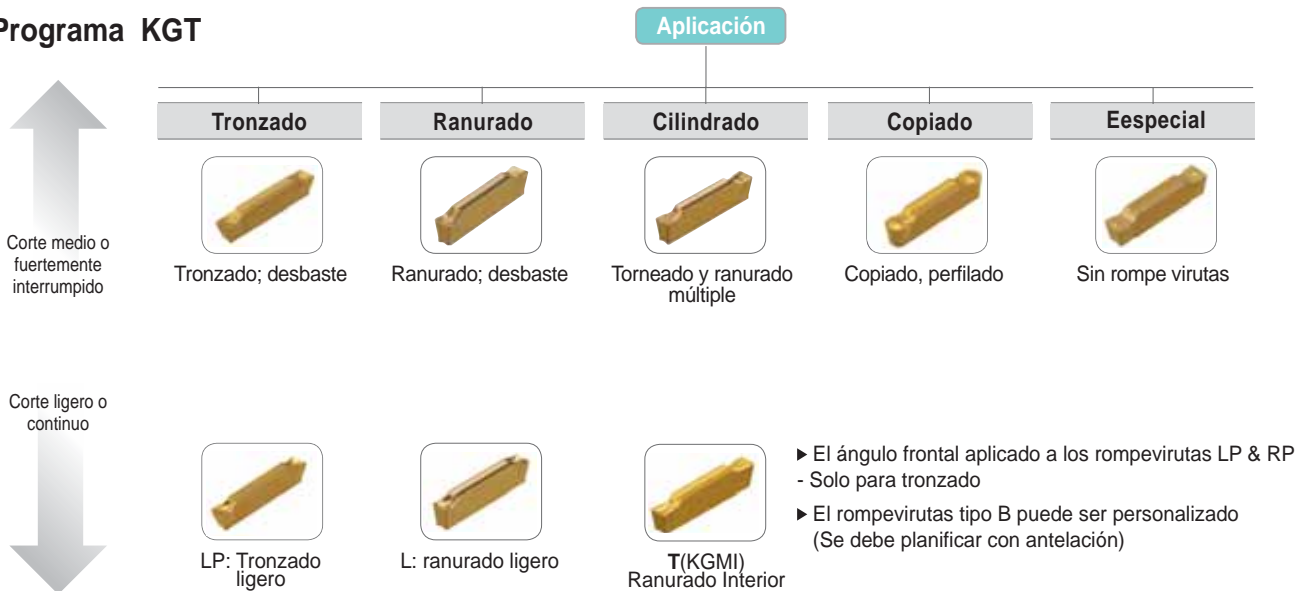 Programa KGT
Aplicación
Tronzado
Ranurado
Cilindrado
Copiado
Eespecial
Corte medio o
fuertemente
interrumpido
Tronzado; desbaste
Ranurado; desbaste
Torneado y ranurado
múltiple
Copiado, perfilado
Sin rompe virutas
Corte ligero o
continuo
LP: Tronzado
ligero
L: ranurado ligero
T(KGMI)
Ranurado Interior
▶ El ángulo frontal aplicado a los rompevirutas LP & RP
- Solo para tronzado
▶ El rompevirutas tipo B puede ser personalizado
(Se debe planificar con antelación)